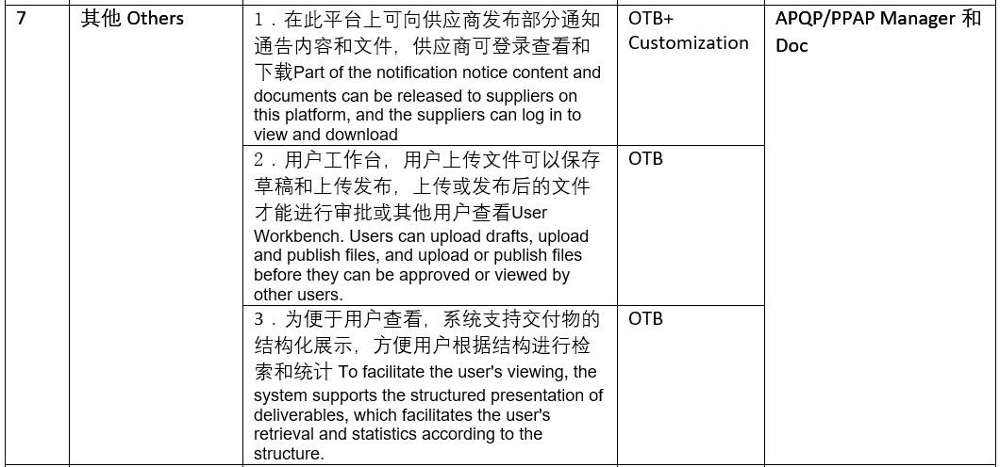 7
其他 Others
1．在此平台上可向供应商发布部分通知
通告内容和文件，供应商可登录查看和
下载Part of the notification notice content and
documents can be released to suppliers on
this platform, and the suppliers can log in to
view and download
OTB+
Customization
APQP/PPAP Manager 和
Doc
2．用户工作台，用户上传文件可以保存
草稿和上传发布，上传或发布后的文件
才能进行审批或其他用户查看User
Workbench. Users can upload drafts, upload
and publish files, and upload or publish files
before they can be approved or viewed by
other users.
OTB
3．为便于用户查看，系统支持交付物的
结构化展示，方便用户根据结构进行检
索和统计 To facilitate the user's viewing, the
system supports the structured presentation of
deliverables, which facilitates the user's
retrieval and statistics according to the
structure.
OTB